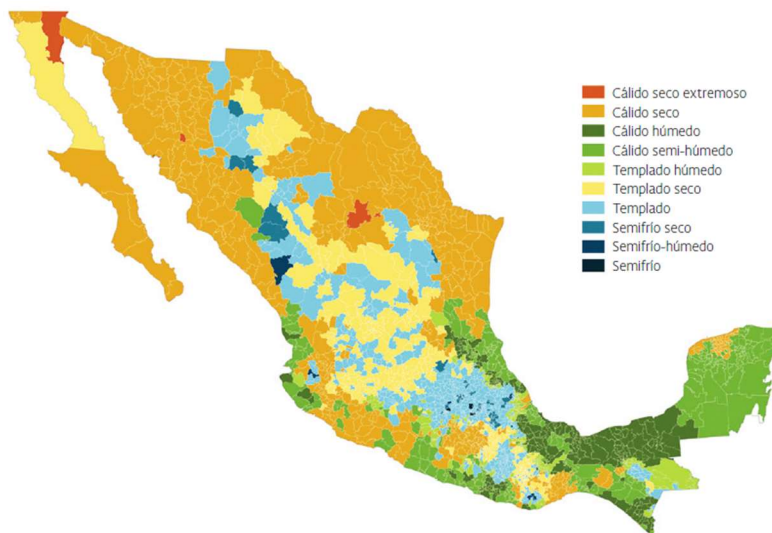 Cálido seco extremoso
Cálido seco
Cálido húmedo
Cálido semi-húmedo
Templado húmedo
Templado seco
Templado
Semifrío seco
Semifrío-húmedo
Semifrío